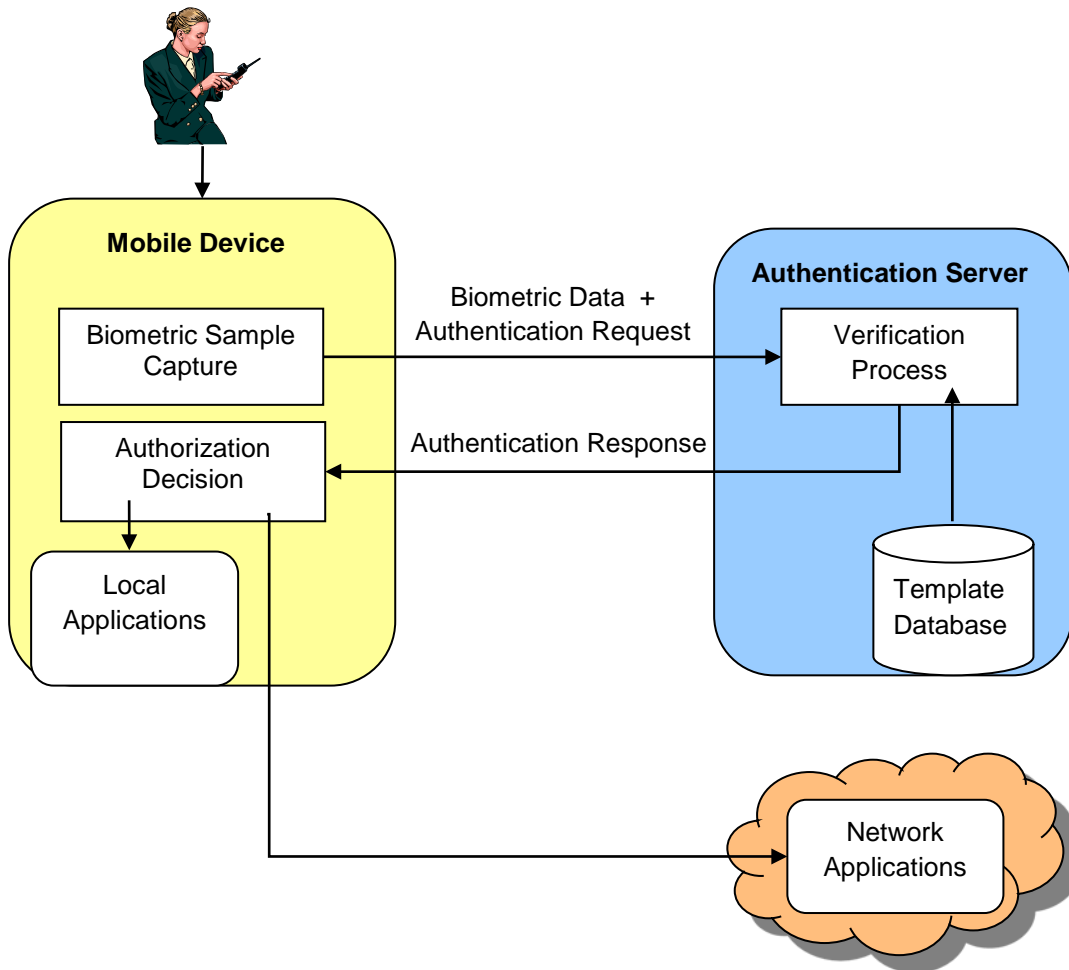 Mobile Device
Biometric Sample
Capture
Authorization
Decision
Local
Applications
Biometric Data +
Authentication Request
Authentication Response
Authentication Server
Verification
Process
Template
Database
Network
Applications